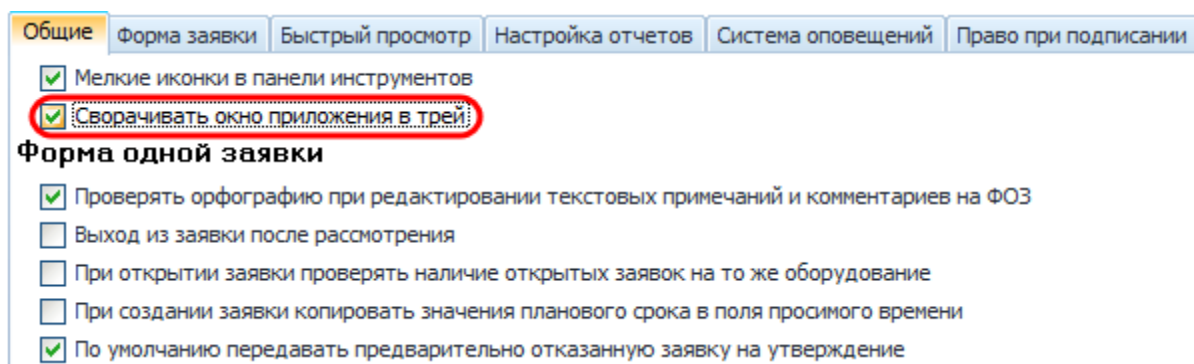 Общие Форма заявки Быстрый просмотр Настройка отчетов Система оповещений Право при подписании
Мелкие иконки в панели инструментов
Сворачивать окно приложения в трей
Форма одной заявки
Проверять орфографию при редактировании текстовых примечаний и комментариев на ФОЗ
Выход из заявки после рассмотрения
При открытии заявки проверять наличие открытых заявок на то же оборудование
При создании заявки копировать значения планового срока в поля просимого времени
По умолчанию передавать предварительно отказанную заявку на утверждение